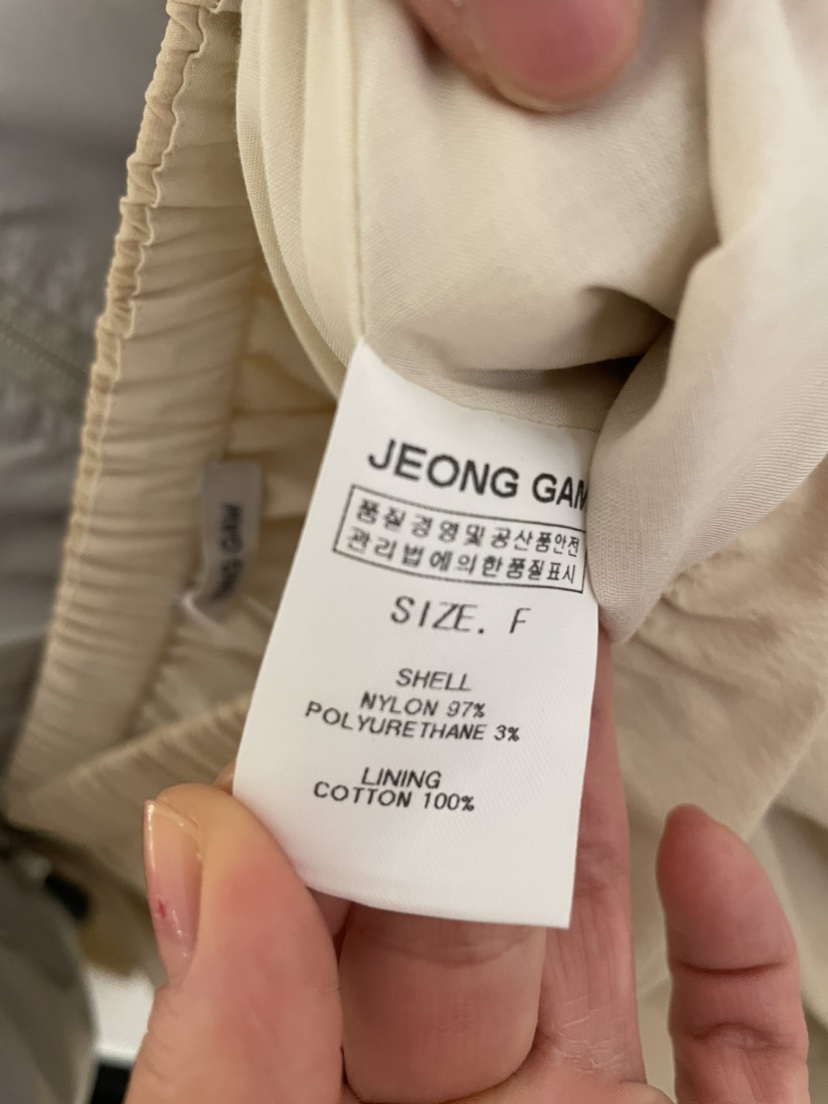 JEONG GAM
품질경영및공산품안전
관리법에의한품질표시
SIZE. F
SHELL
NYLON 97%
POLYURETHANE 3%
LINING
COTTON 100%